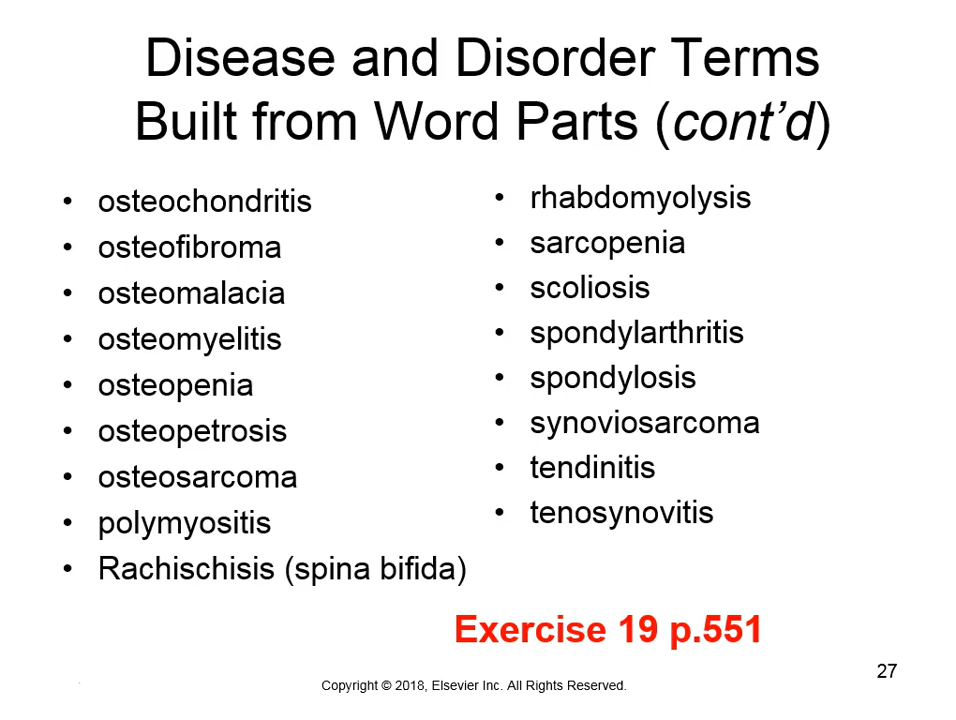 Disease and Disorder Terms
Built from Word Parts (cont’d)
• osteochondritis
• osteofibroma
• osteomalacia
• osteomyelitis
• osteopenia
• osteopetrosis
• osteosarcoma
• polymyositis
• Rachischisis (spina bifida)
• rhabdomyolysis
• sarcopenia
• scoliosis
• spondylarthritis
• spondylosis
• synoviosarcoma
• tendinitis
• tenosynovitis
Exercise 19 p.551
27
Copyright © 2018, Elsevier Inc. All Rights Reserved.